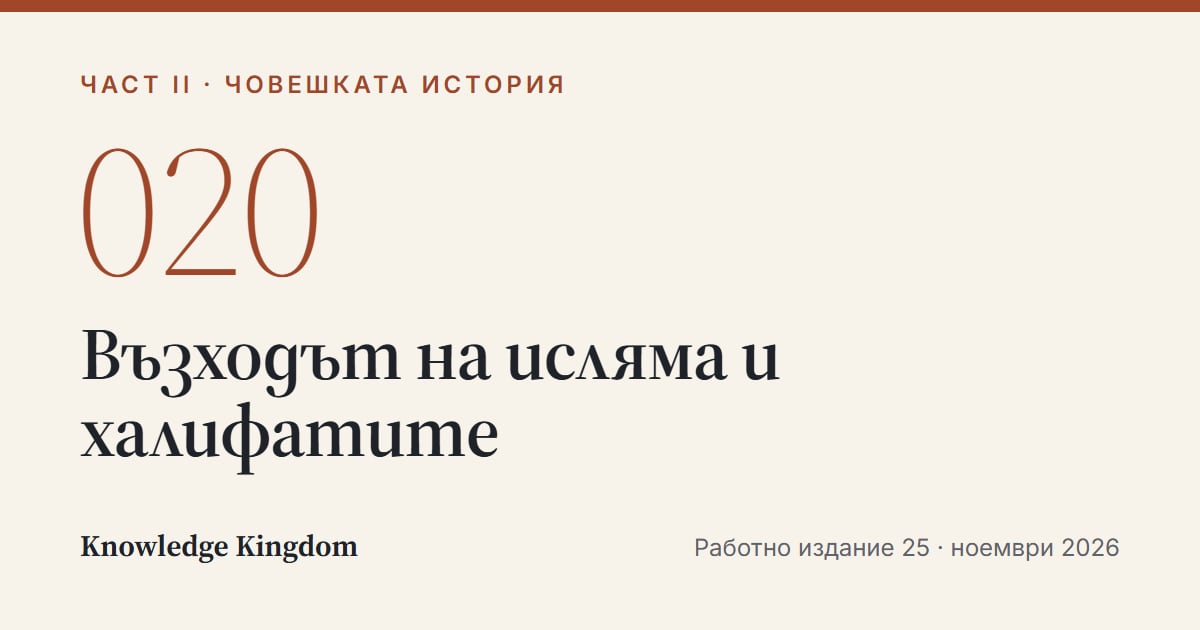 ЧАСТ II · ЧОВЕШКАТА ИСТОРИЯ
020
Възходът на исляма и
халифатите
Knowledge Kingdom
Работно издание 25 · ноември 2026